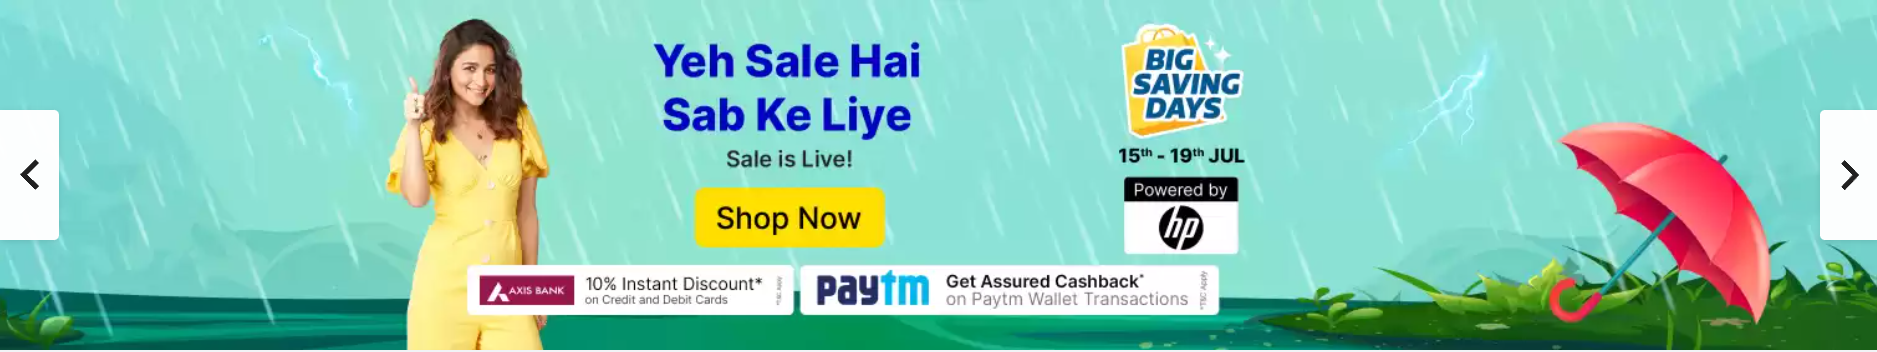 Yeh Sale Hai
Sab Ke Liye
Sale is Live!
Shop Now
BIG
SAVING
DAYS
15th - 19th JUL
Powered by
hp
AXIS BANK
10% Instant Discount*
on Credit and Debit Cards
paytm
Get Assured Cashback*
on Paytm Wallet Transactions
*T&C Apply